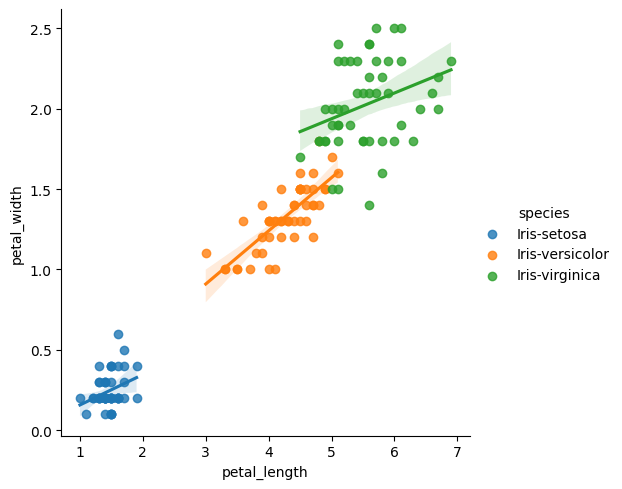 2.5
2.0
1.5
1.0
0.5
0.0
petal_width
1 2 3 4 5 6 7
petal_length
species
Iris-setosa
Iris-versicolor
Iris-virginica